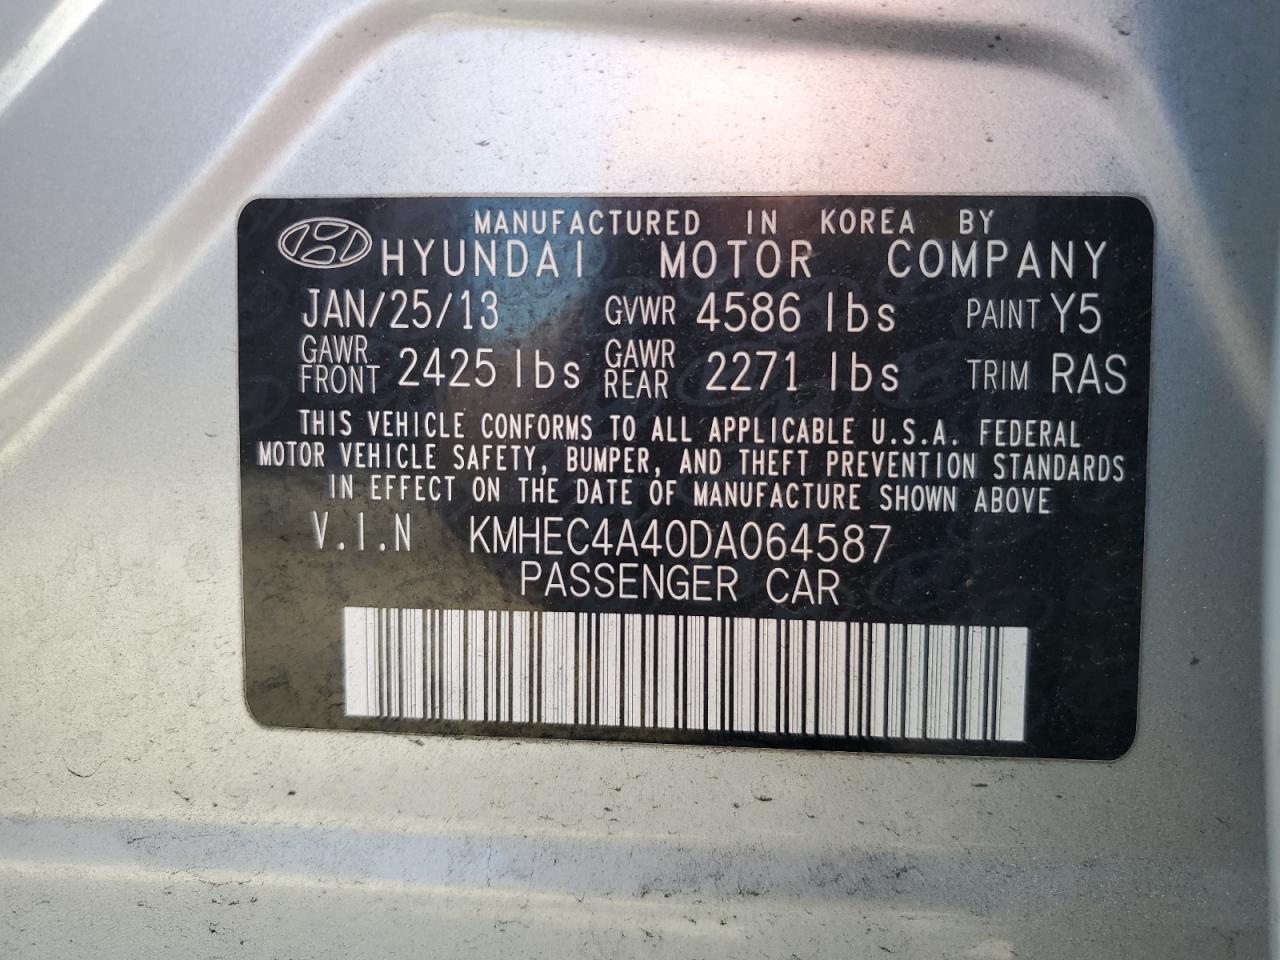 MANUFACTURED IN KOREA BY
HYUNDAI MOTOR COMPANY
JAN/25/13 GVWR 4586 lbs PAINT Y5
GAWR FRONT 2425 lbs GAWR REAR 2271 lbs TRIM RAS
THIS VEHICLE CONFORMS TO ALL APPLICABLE U.S.A. FEDERAL
MOTOR VEHICLE SAFETY, BUMPER, AND THEFT PREVENTION STANDARDS
IN EFFECT ON THE DATE OF MANUFACTURE SHOWN ABOVE
V.I.N KMHEC4A40DA064587
PASSENGER CAR